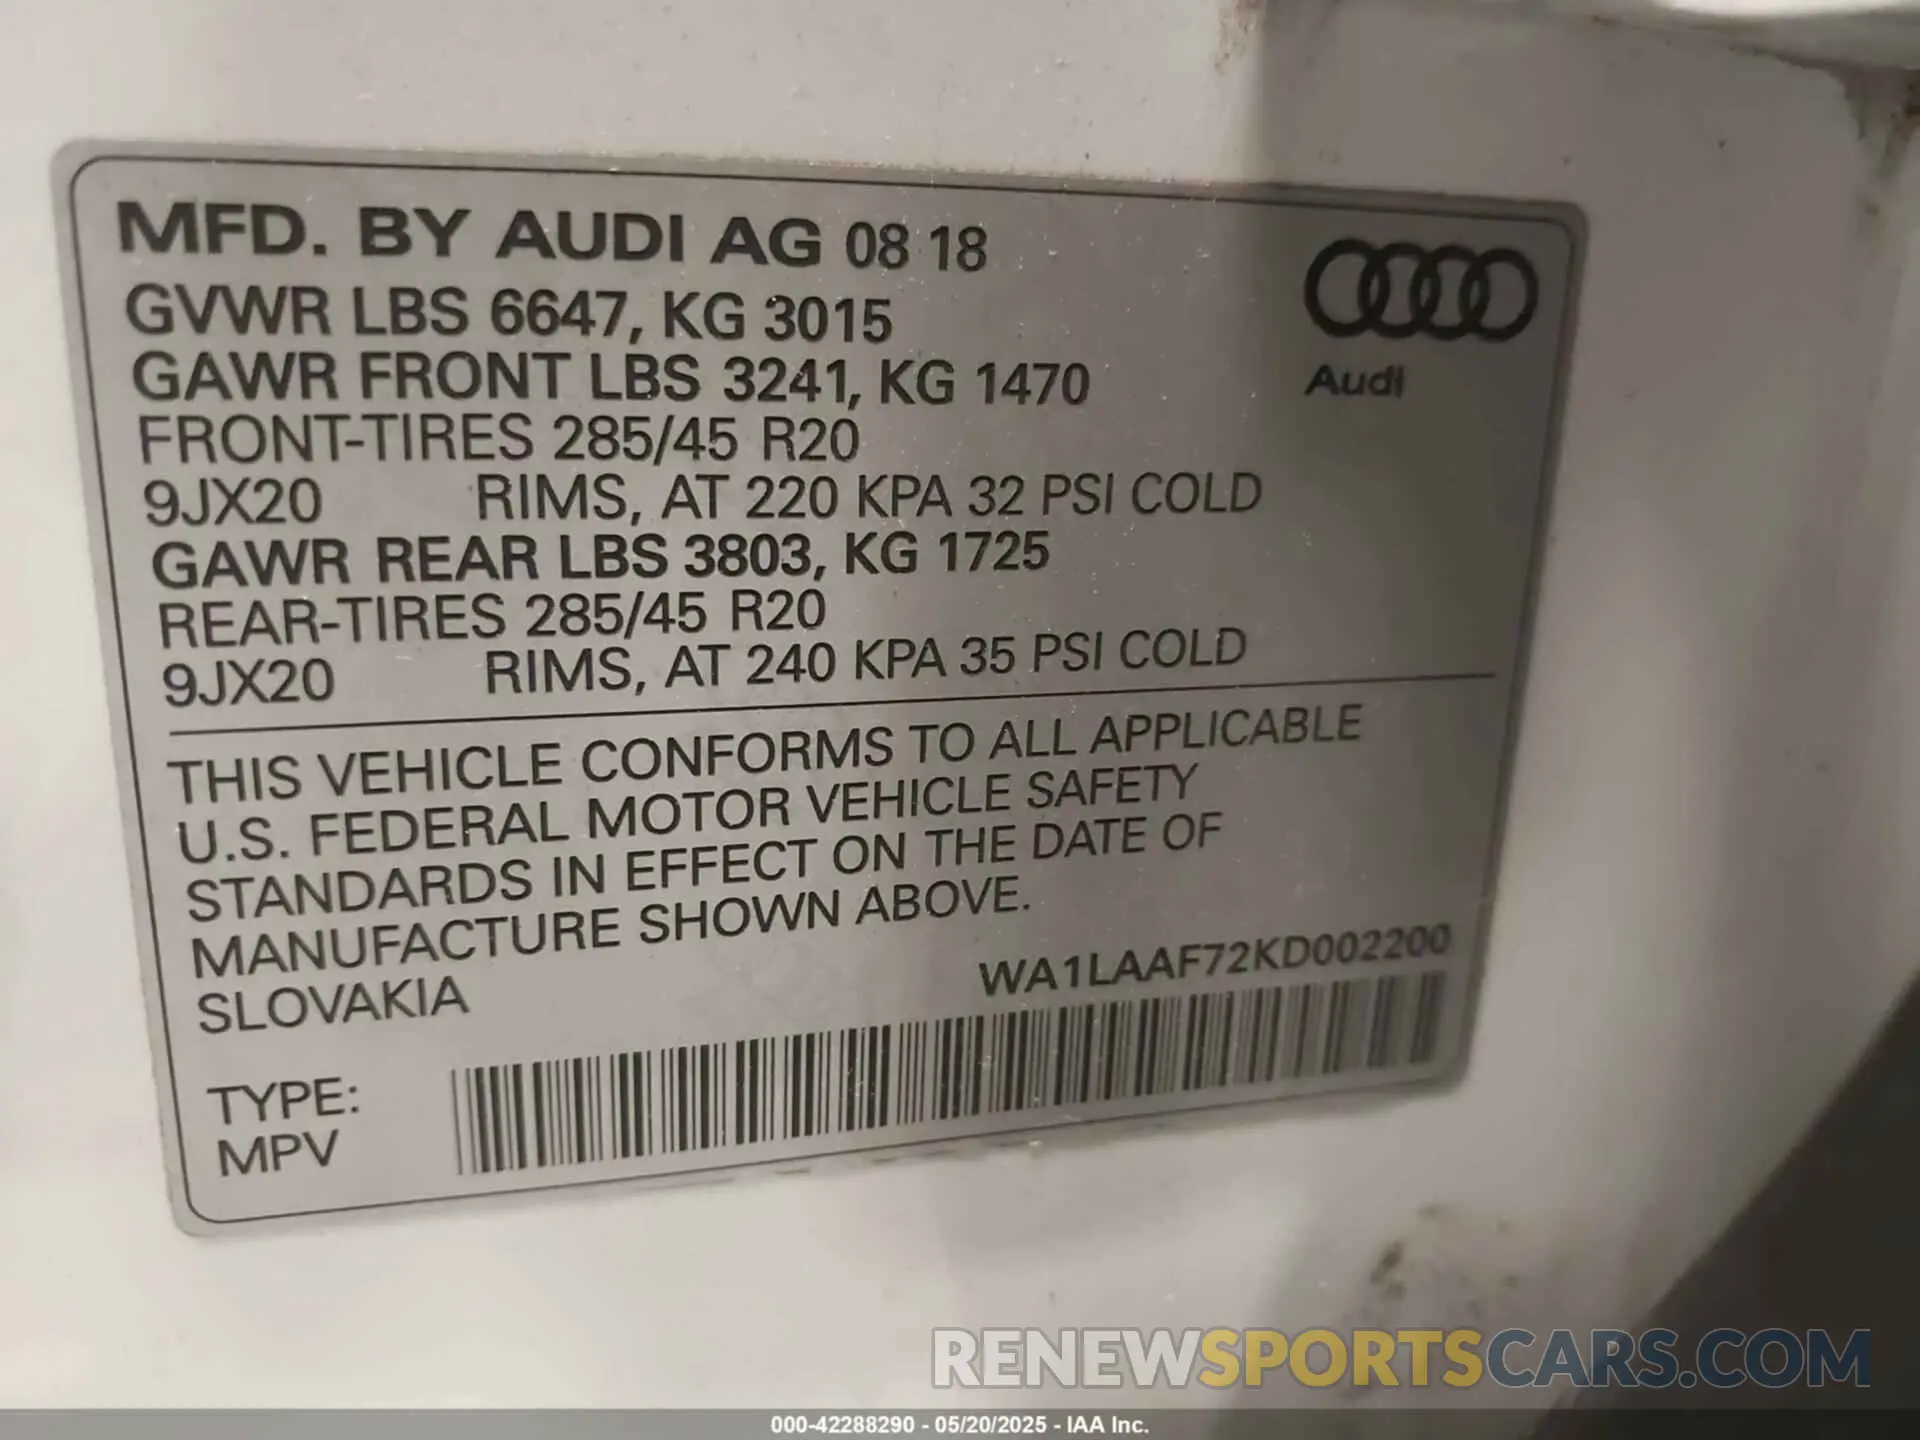 MFD. BY AUDI AG 08 18
GVWR LBS 6647, KG 3015
GAWR FRONT LBS 3241, KG 1470
Audi
FRONT-TIRES 285/45 R20
9JX20 RIMS, AT 220 KPA 32 PSI COLD
GAWR REAR LBS 3803, KG 1725
REAR-TIRES 285/45 R20
9JX20 RIMS, AT 240 KPA 35 PSI COLD
THIS VEHICLE CONFORMS TO ALL APPLICABLE
U.S. FEDERAL MOTOR VEHICLE SAFETY
STANDARDS IN EFFECT ON THE DATE OF
MANUFACTURE SHOWN ABOVE.
SLOVAKIA
WA1LAAF72KD002200
TYPE:
MPV
RENEWSPORTSCARS.COM
000-42288290 - 05/20/2025 - IAA Inc.